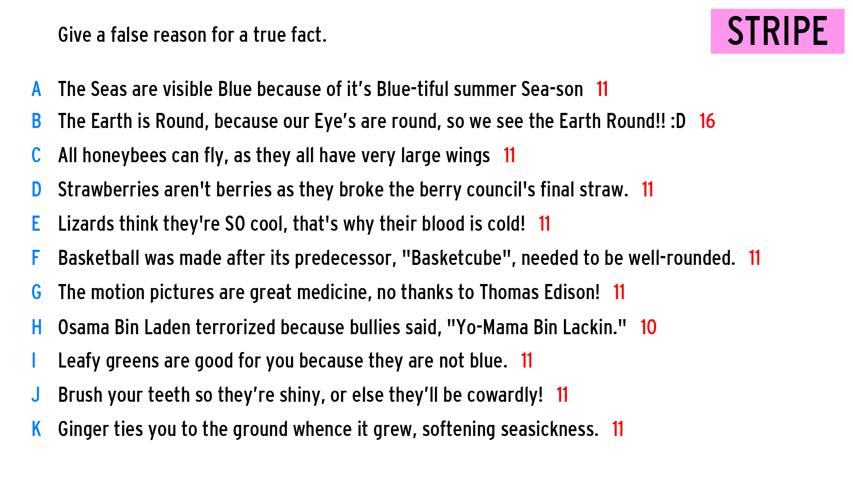 Give a false reason for a true fact.
STRIPE
A The Seas are visible Blue because of it’s Blue-tiful summer Sea-son 11
B The Earth is Round, because our Eye’s are round, so we see the Earth Round!! :D 16
C All honeybees can fly, as they all have very large wings 11
D Strawberries aren't berries as they broke the berry council's final straw. 11
E Lizards think they're SO cool, that's why their blood is cold! 11
F Basketball was made after its predecessor, "Basketcube", needed to be well-rounded. 11
G The motion pictures are great medicine, no thanks to Thomas Edison! 11
H Osama Bin Laden terrorized because bullies said, "Yo-Mama Bin Lackin." 10
I Leafy greens are good for you because they are not blue. 11
J Brush your teeth so they’re shiny, or else they’ll be cowardly! 11
K Ginger ties you to the ground whence it grew, softening seasickness. 11